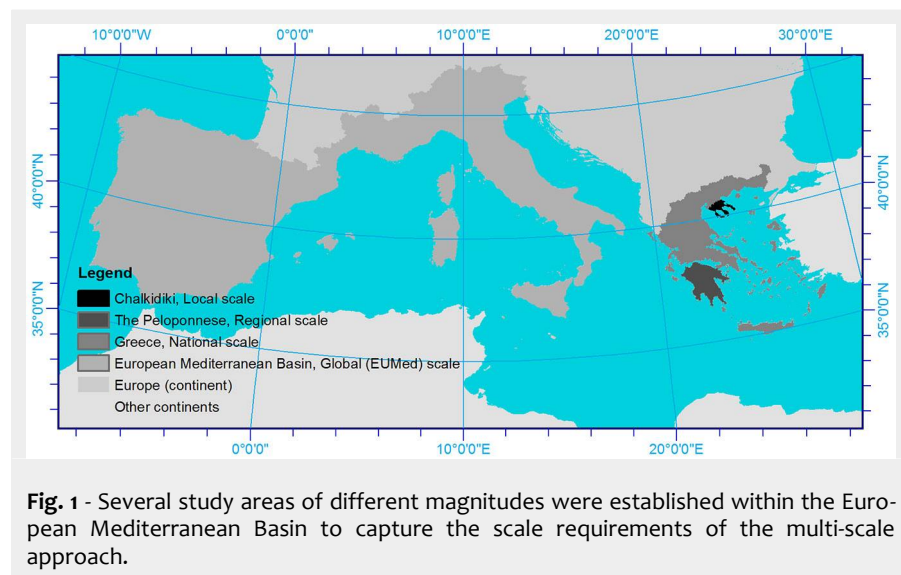 10°0'0"W 0°0'0" 10°0'0"E 20°0'0"E 30°0'0"E
40°0'0"N 40°0'0"N
35°0'0"N 35°0'0"N
Legend
Chalkidiki, Local scale
The Peloponnese, Regional scale
Greece, National scale
European Mediterranean Basin, Global (EUMed) scale
Europe (continent)
Other continents
0°0'0" 10°0'0"E 20°0'0"E
Fig. 1 - Several study areas of different magnitudes were established within the Euro-
pean Mediterranean Basin to capture the scale requirements of the multi-scale
approach.